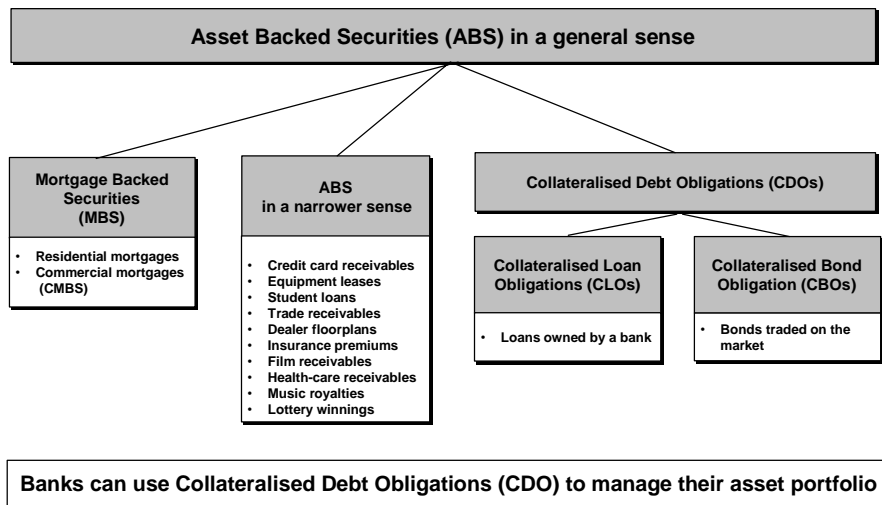 Asset Backed Securities (ABS) in a general sense
Mortgage Backed
Securities
(MBS)
• Residential mortgages
• Commercial mortgages
(CMBS)
ABS
in a narrower sense
• Credit card receivables
• Equipment leases
• Student loans
• Trade receivables
• Dealer floorplans
• Insurance premiums
• Film receivables
• Health-care receivables
• Music royalties
• Lottery winnings
Collateralised Debt Obligations (CDOs)
Collateralised Loan
Obligations (CLOs)
• Loans owned by a bank
Collateralised Bond
Obligation (CBOs)
• Bonds traded on the
market
Banks can use Collateralised Debt Obligations (CDO) to manage their asset portfolio